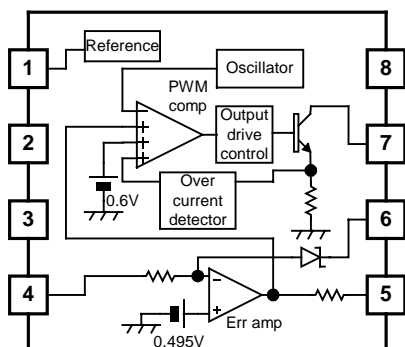 Reference
1
8
Oscillator
PWM
comp
Output
drive
control
2
7
0.6V
Over
current
detector
3
6
4
5
Err amp
0.495V